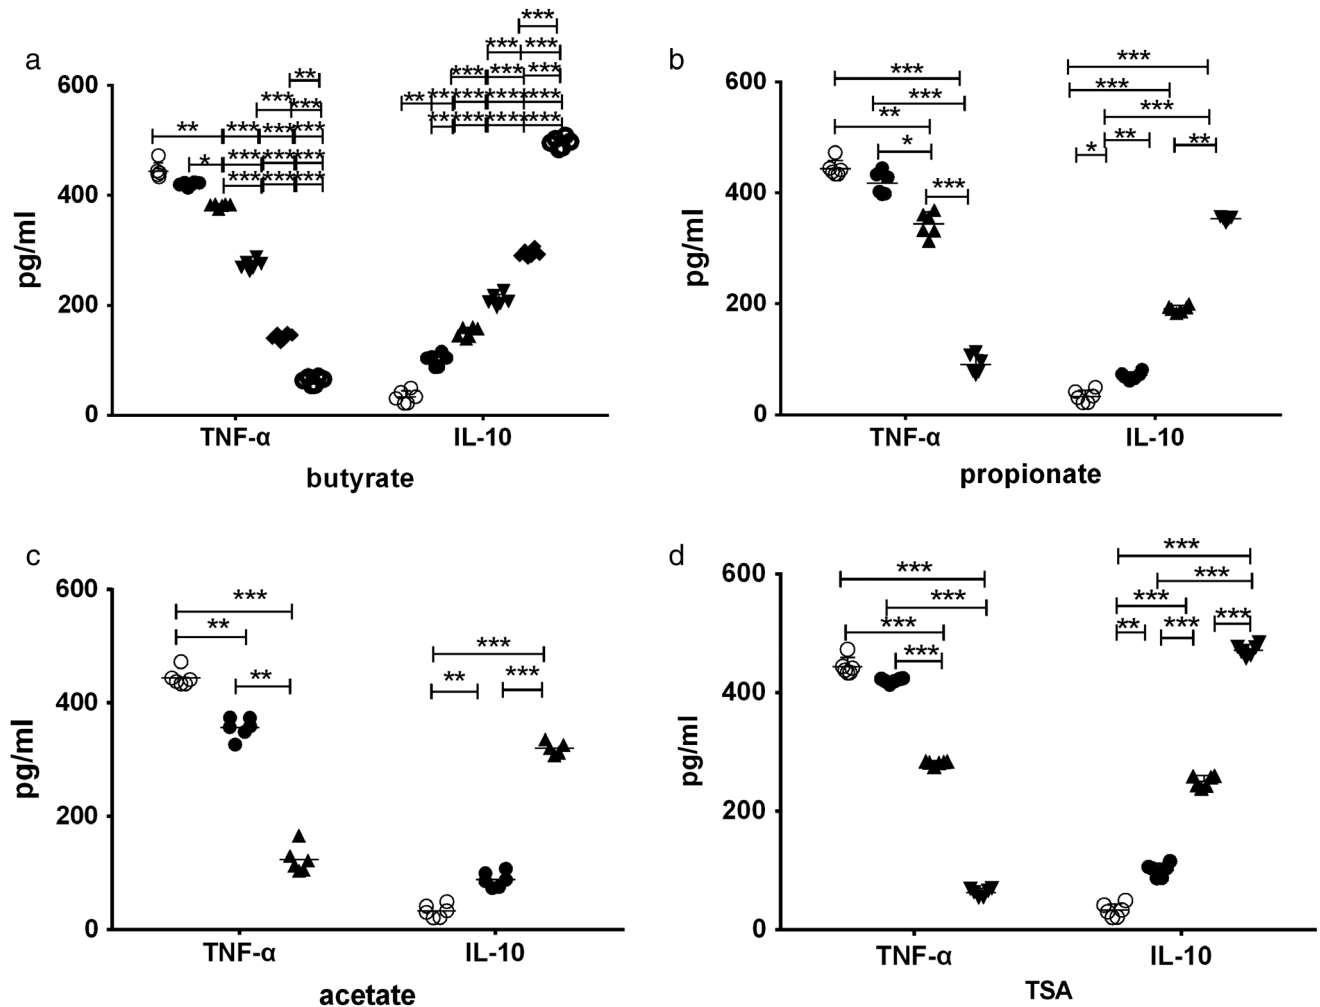 a
***
*** ***
** *** *** ***
*** *** ** *** *** *** ***
** *** *** *** ** *** *** ***
* *** *** ***
*** *** ***
600
400
200
0
pg/ml
TNF-α IL-10
butyrate
b
*** ***
*** ***
** ***
* * ** **
***
600
400
200
0
pg/ml
TNF-α IL-10
propionate
c
*** ***
** **
** ***
600
400
200
0
pg/ml
TNF-α IL-10
acetate
d
*** ***
*** ***
*** ***
*** ** *** ***
600
400
200
0
pg/ml
TNF-α IL-10
TSA